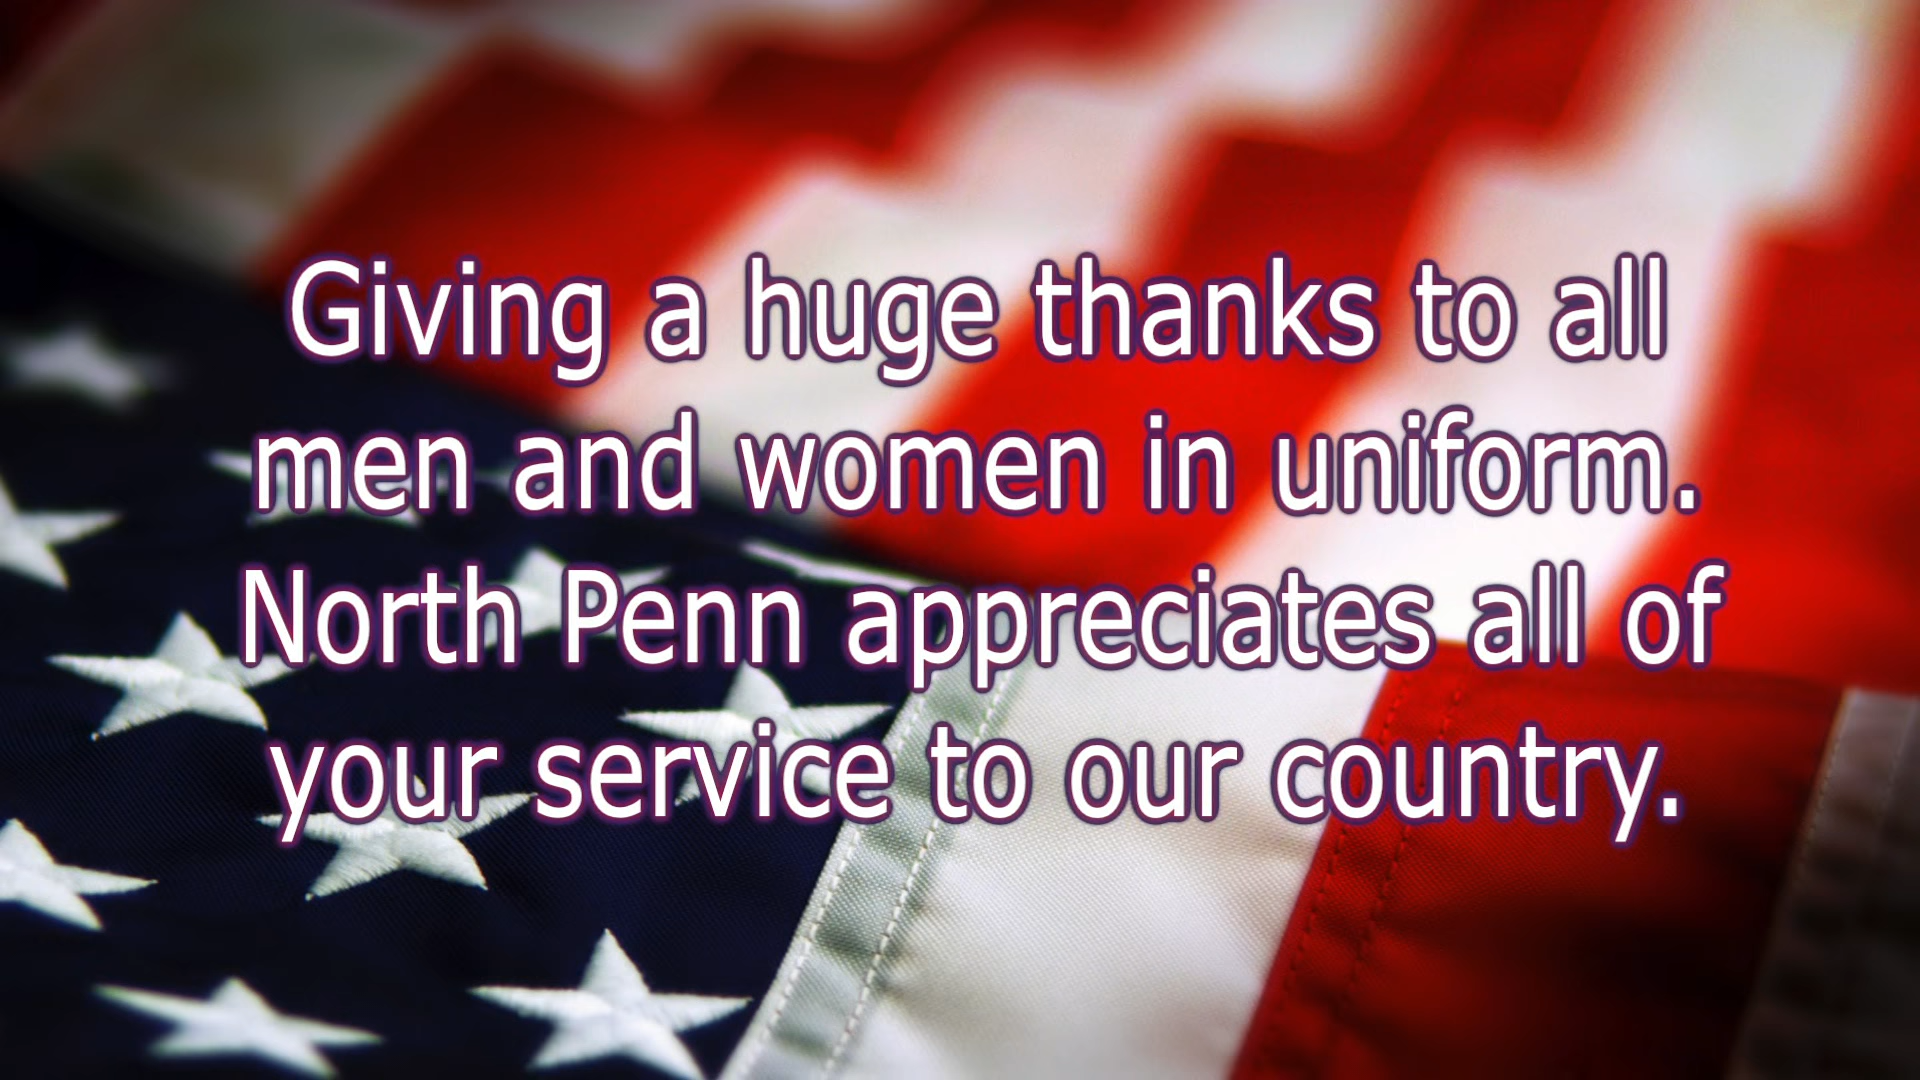 Giving a huge thanks to all
men and women in uniform.
North Penn appreciates all of
your service to our country.